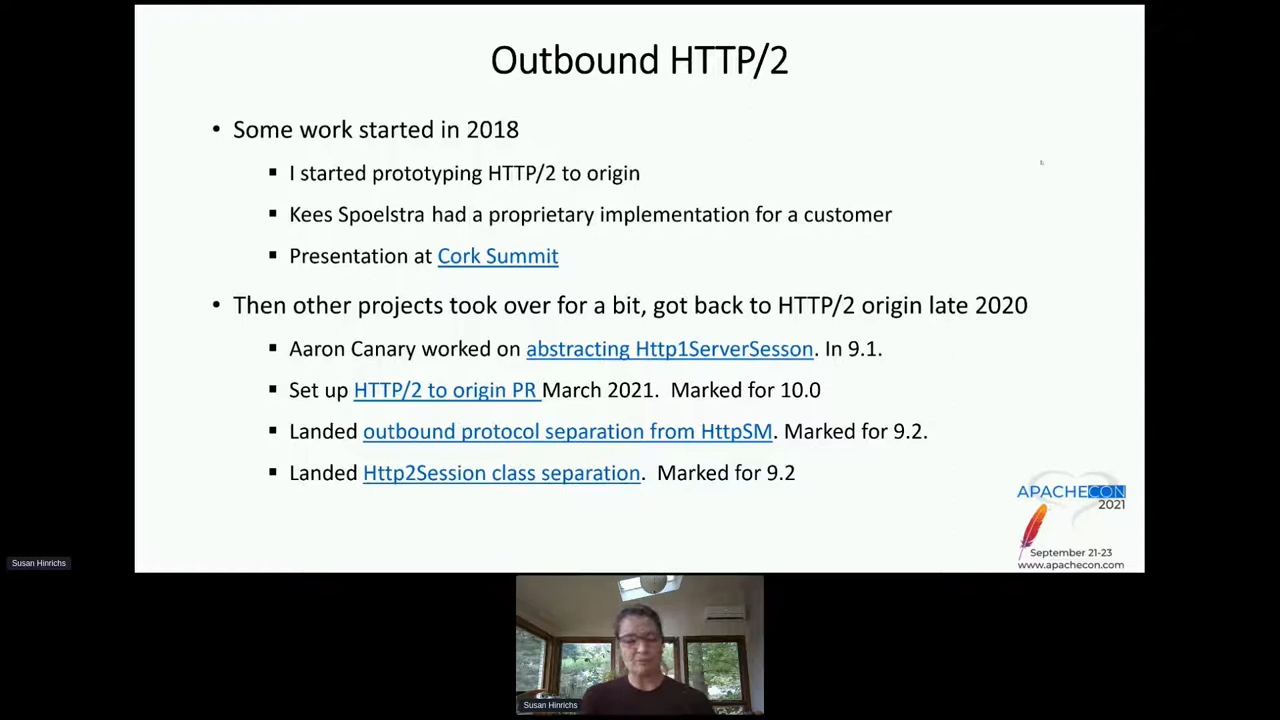 Outbound HTTP/2
• Some work started in 2018
▪ I started prototyping HTTP/2 to origin
▪ Kees Spoelstra had a proprietary implementation for a customer
▪ Presentation at Cork Summit
• Then other projects took over for a bit, got back to HTTP/2 origin late 2020
▪ Aaron Canary worked on abstracting Http1ServerSesson. In 9.1.
▪ Set up HTTP/2 to origin PR March 2021. Marked for 10.0
▪ Landed outbound protocol separation from HttpSM. Marked for 9.2.
▪ Landed Http2Session class separation. Marked for 9.2
APACHECON
2021
September 21-23
www.apachecon.com
Susan Hinrichs
Susan Hinrichs